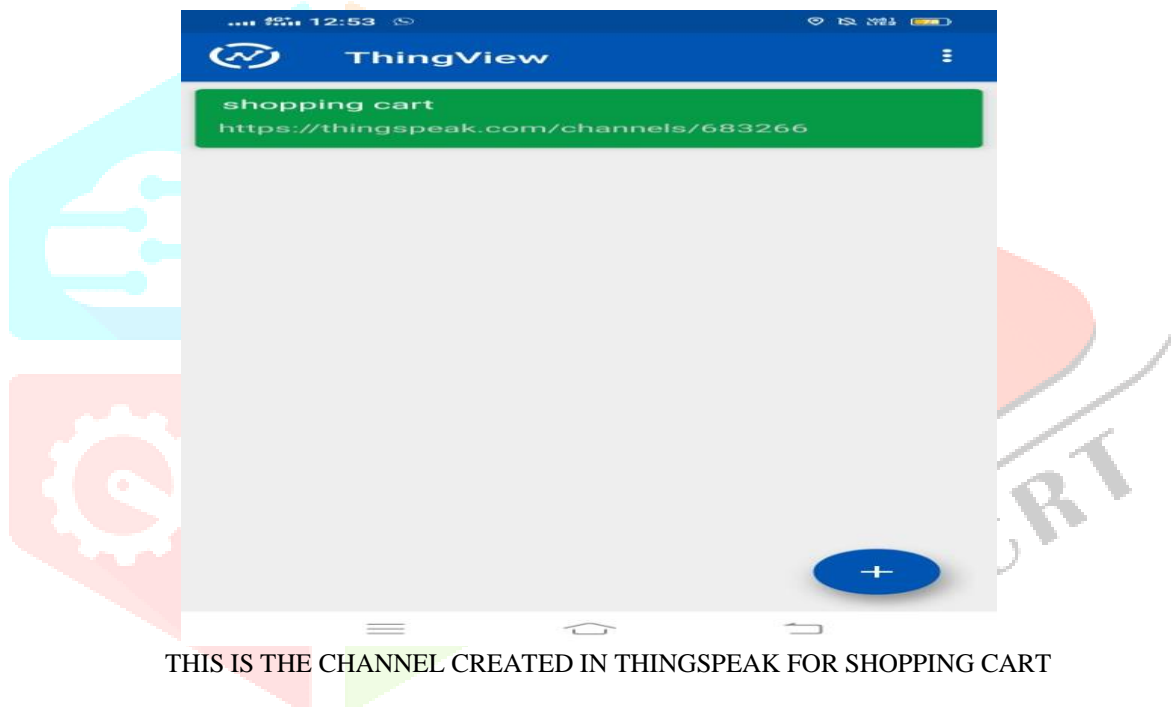 12:53
ThingView
shopping cart
https://thingspeak.com/channels/683266
CRT
THIS IS THE CHANNEL CREATED IN THINGSPEAK FOR SHOPPING CART